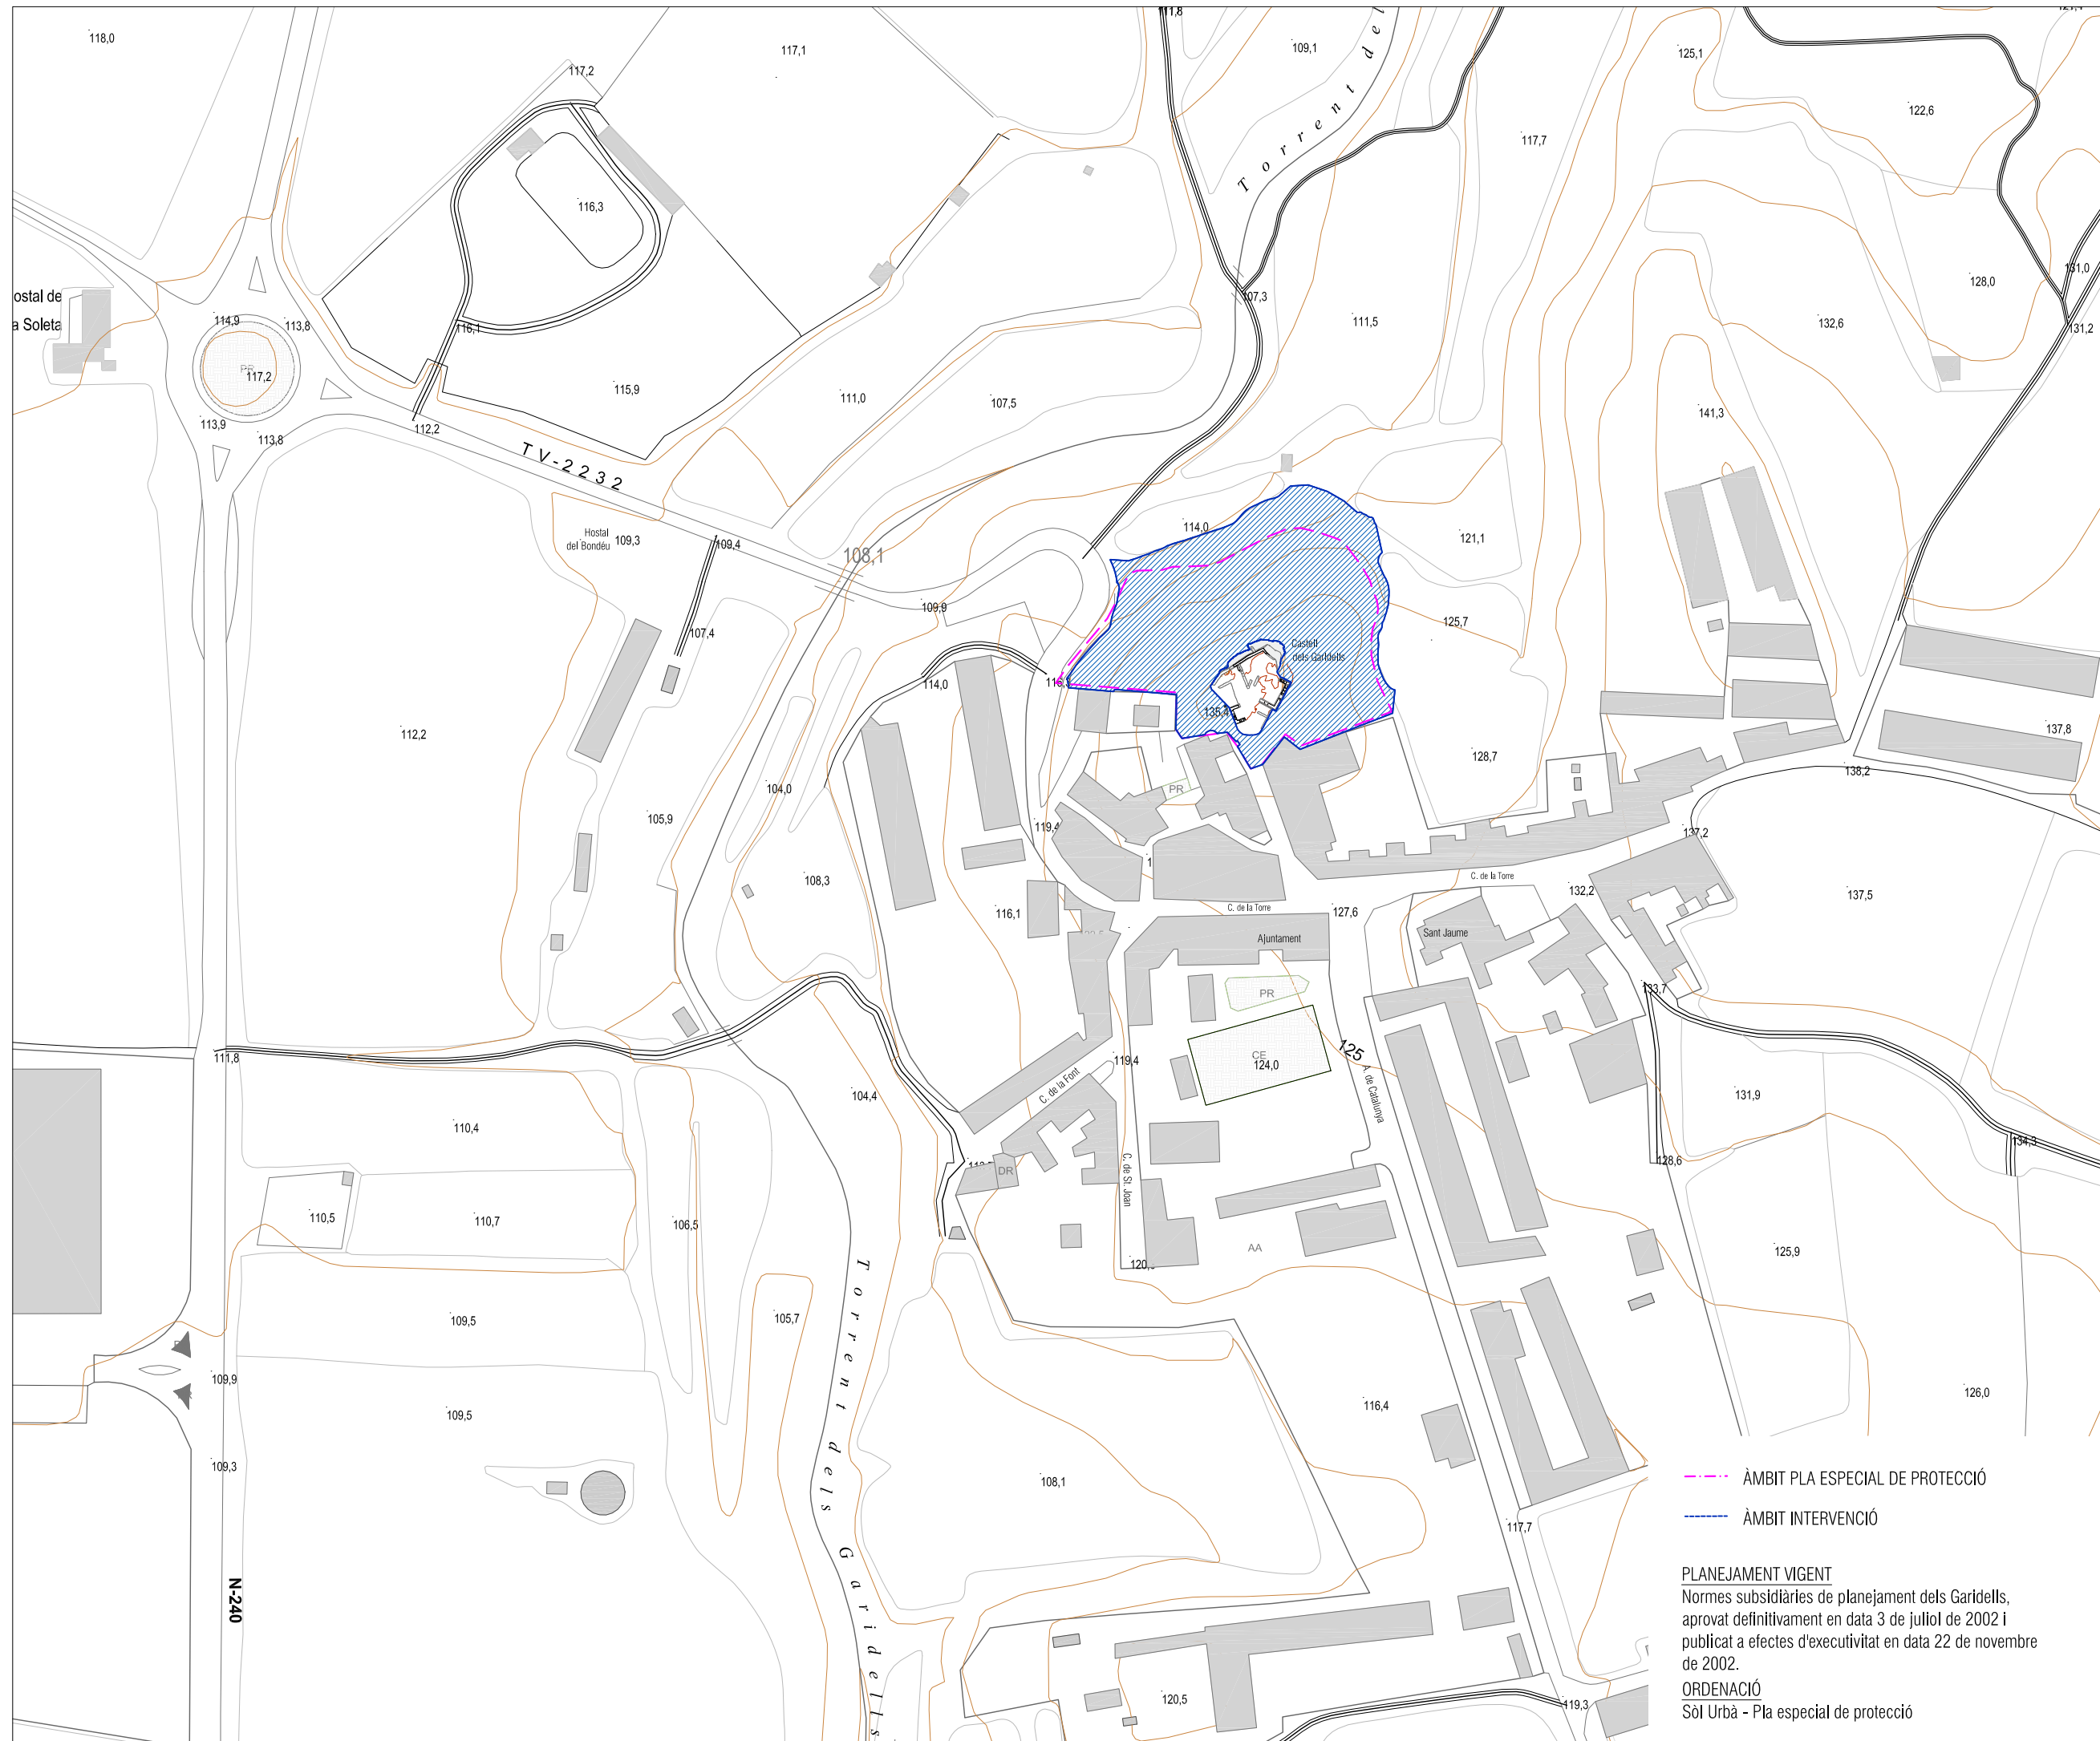 118,0
117,2
117,1
111,8
109,1
Torrent del
125,1
122,6
117,7
116,3
ostal de
a Soleta
114,9
113,8
PR
117,2
116,1
107,3
111,5
128,0
131,0
132,6
131,2
115,9
111,0
107,5
113,9
113,8
112,2
141,3
TV-2232
Hostal
del Bondéu
109,3
109,4
108,1
114,0
121,1
109,9
107,4
125,7
Castell
dels Garidells
114,0
135,4
112,2
128,7
137,8
138,2
104,0
PR
105,9
119,4
137,2
108,3
C. de la Torre
132,2
137,5
116,1
C. de la Torre
127,6
Ajuntament
Sant Jaume
PR
133,7
111,8
119,4
CE
124,0
125
A. de Catalunya
C. de la Font
104,4
131,9
110,4
134,3
128,6
DR
C. de St. Joan
110,5
110,7
106,5
AA
125,9
109,5
105,7
109,9
109,5
116,4
126,0
109,3
108,1
Torrent dels Garidells
N-240
117,7
120,5
119,3
ÀMBIT PLA ESPECIAL DE PROTECCIÓ
ÀMBIT INTERVENCIÓ
PLANEJAMENT VIGENT
Normes subsidiàries de planejament dels Garidells,
aprovat definitivament en data 3 de juliol de 2002 i
publicat a efectes d'executivitat en data 22 de novembre
de 2002.
ORDENACIÓ
Sòl Urbà - Pla especial de protecció